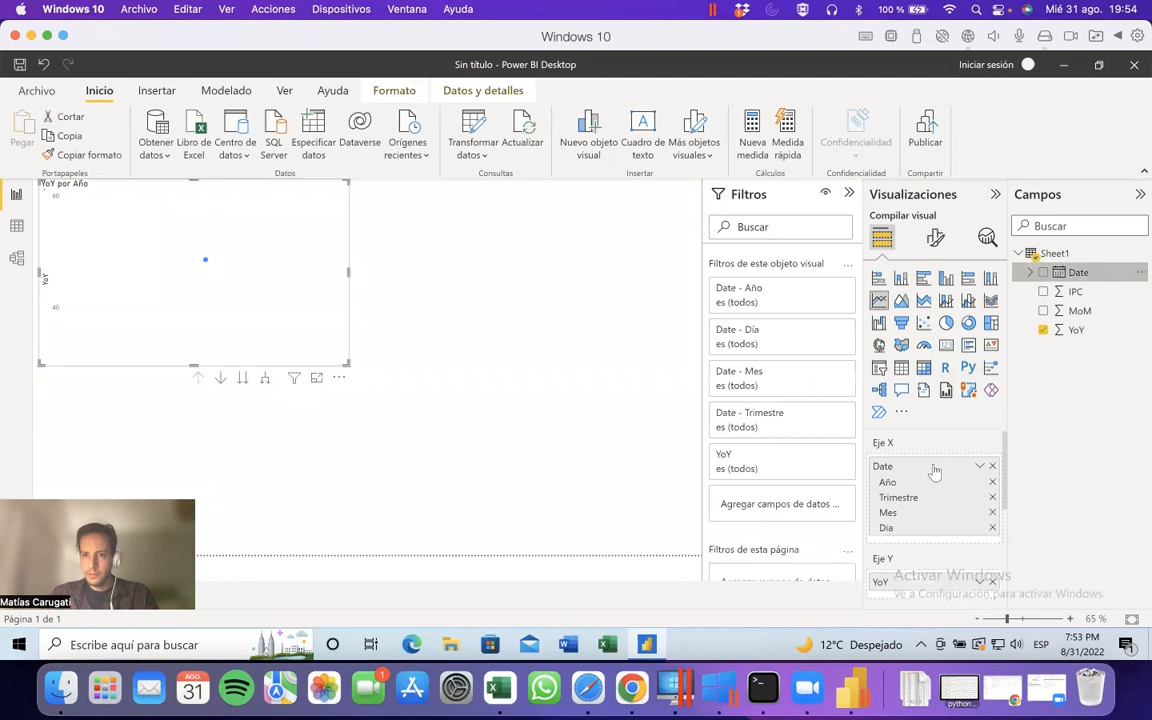 Windows 10 Archivo Editar Ver Acciones Dispositivos Ventana Ayuda 100 % Mié 31 ago. 19:54
Windows 10
Sin título - Power BI Desktop Iniciar sesión
Archivo Inicio Insertar Modelado Ver Ayuda Formato Datos y detalles
Pegar
Cortar
Copia
Copiar formato
Portapapeles
Obtener datos
Libro de Excel
Centro de datos
SQL Server
Especificar datos
Dataverse
Orígenes recientes
Datos
Transformar datos
Actualizar
Consultas
Nuevo objeto visual
Cuadro de texto
Más objetos visuales
Insertar
Nueva medida
Medida rápida
Cálculos
Confidencialidad
Confidencialidad
Publicar
Compartir
YoY por Año
60
YoY
40
Filtros
Buscar
Filtros de este objeto visual ...
Date - Año
es (todos)
Date - Día
es (todos)
Date - Mes
es (todos)
Date - Trimestre
es (todos)
YoY
es (todos)
Agregar campos de datos ...
Filtros de esta página ...
Visualizaciones
Compilar visual
R
Py
Eje X
Date
Año
Trimestre
Mes
Día
Eje Y
YoY
Campos
Buscar
Sheet1
Date
IPC
MoM
YoY
Activar Windows
Ve a Configuración para activar Windows.
Matías Carugati
Página 1 de 1
65 %
Escribe aquí para buscar
12°C Despejado
ESP
7:53 PM
8/31/2022
1
AGO.
31
1
python...